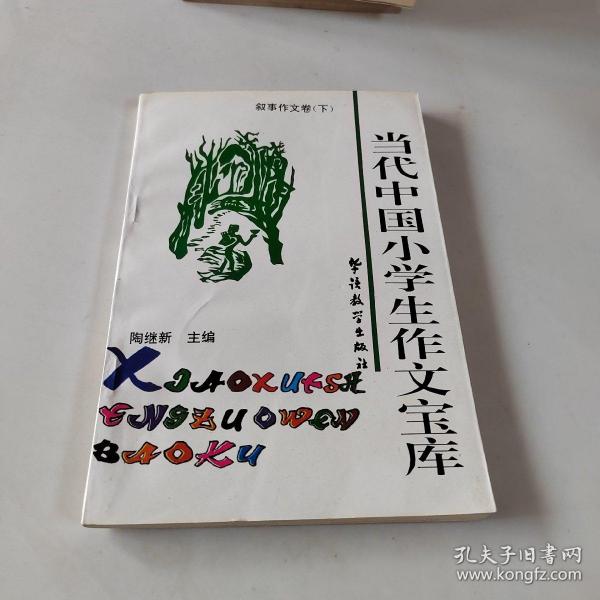 叙事作文卷(下)
当代中国小学生作文宝库
华语教学出版社
陶继新 主编
XIAOXUESH
ENGZUOWEN
BAOKU
孔夫子旧书网
www.kongfz.com